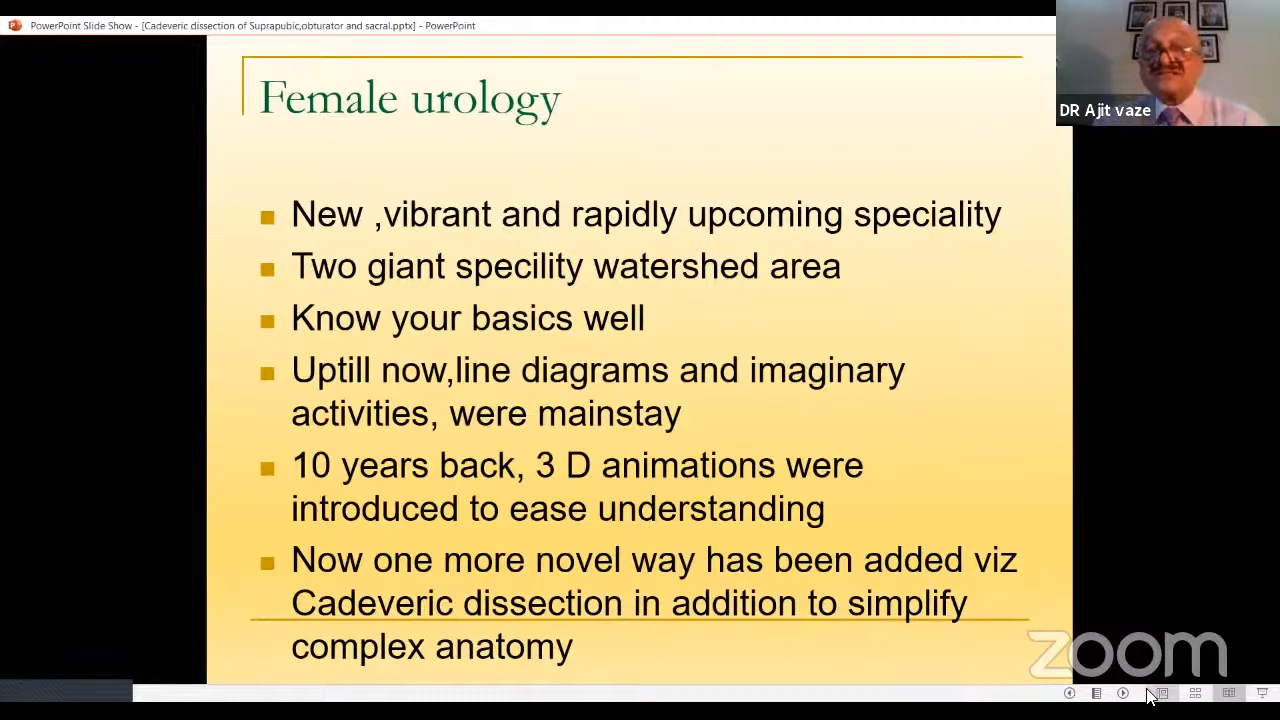 PowerPoint Slide Show - [Cadeveric dissection of Suprapubic,obturator and sacral.pptx] - PowerPoint
DR Ajit vaze
Female urology
New ,vibrant and rapidly upcoming speciality
Two giant specility watershed area
Know your basics well
Uptill now,line diagrams and imaginary
activities, were mainstay
10 years back, 3 D animations were
introduced to ease understanding
Now one more novel way has been added viz
Cadeveric dissection in addition to simplify
complex anatomy
zoom